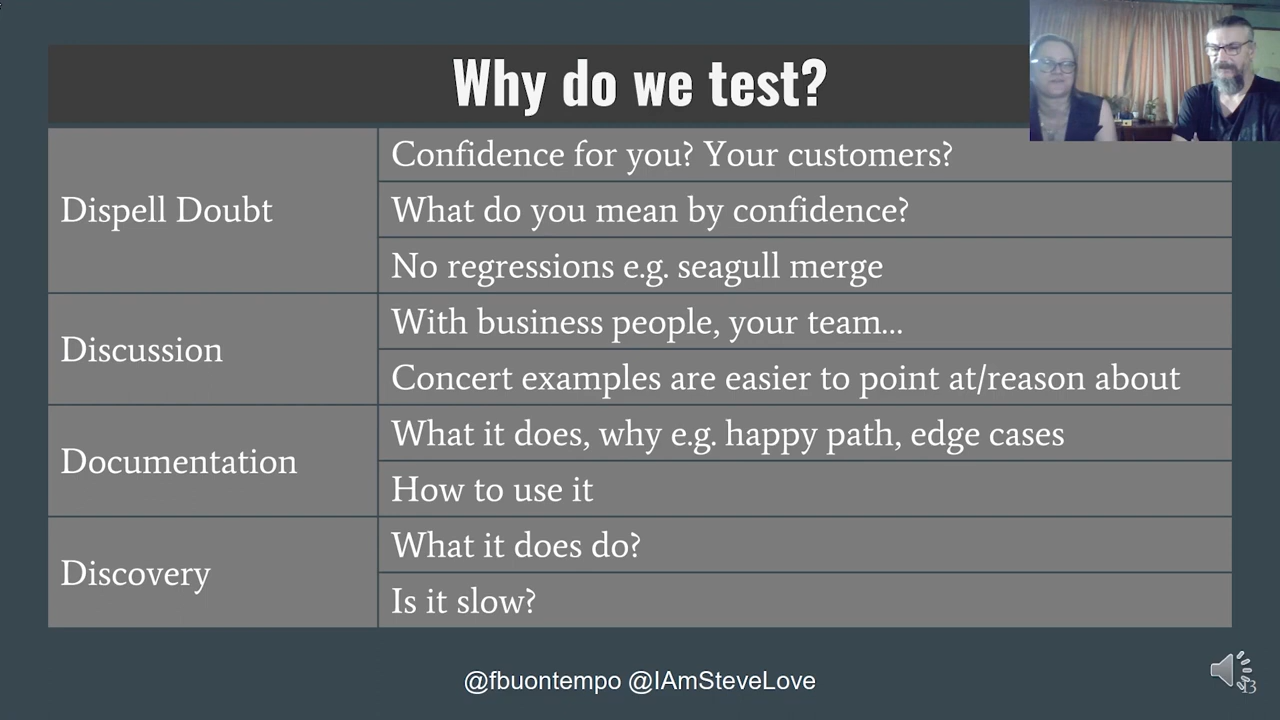 Why do we test?
Dispell Doubt
Confidence for you? Your customers?
What do you mean by confidence?
No regressions e.g. seagull merge
Discussion
With business people, your team...
Concert examples are easier to point at/reason about
Documentation
What it does, why e.g. happy path, edge cases
How to use it
Discovery
What it does do?
Is it slow?
@fbuontempo @IAmSteveLove
13